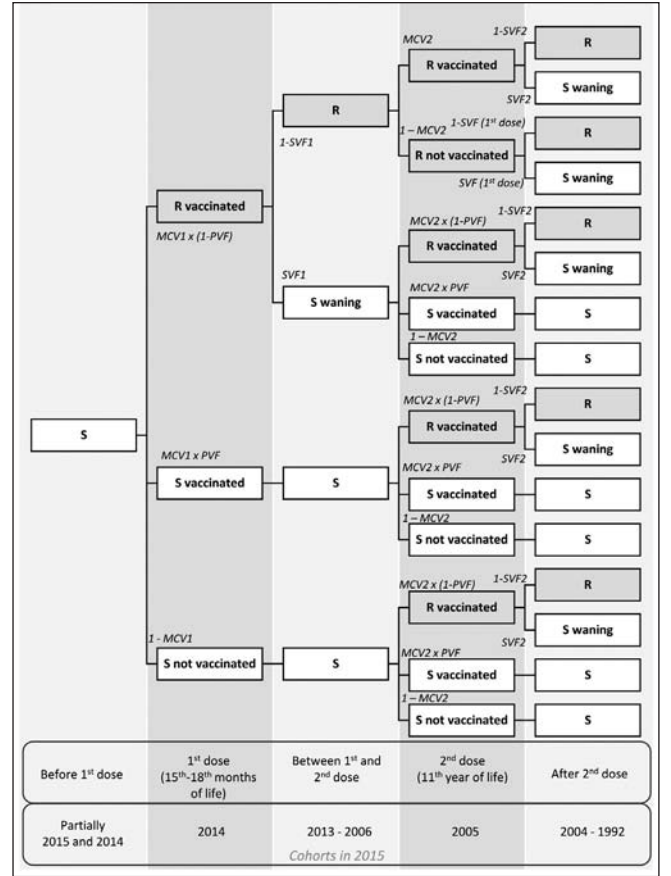 MCV2
1-SVF2
R
R vaccinated
SVF2
S waning
R
1-SVF1
1 – MCV2
1-SVF (1st dose)
R
R not vaccinated
SVF (1st dose)
S waning
R vaccinated
MCV1 x (1-PVF)
SVF1
S waning
MCV2 x (1-PVF)
1-SVF2
R
R vaccinated
SVF2
S waning
MCV2 x PVF
S vaccinated
S
1 – MCV2
S not vaccinated
S
S
MCV1 x PVF
S vaccinated
S
MCV2 x (1-PVF)
1-SVF2
R
R vaccinated
SVF2
S waning
MCV2 x PVF
S vaccinated
S
1 – MCV2
S not vaccinated
S
1 - MCV1
S not vaccinated
S
MCV2 x (1-PVF)
1-SVF2
R
R vaccinated
SVF2
S waning
MCV2 x PVF
S vaccinated
S
1 – MCV2
S not vaccinated
S
Before 1st dose
1st dose
(15th-18th months
of life)
Between 1st and
2nd dose
2nd dose
(11th year of life)
After 2nd dose
Partially
2015 and 2014
2014
2013 - 2006
2005
2004 - 1992
Cohorts in 2015